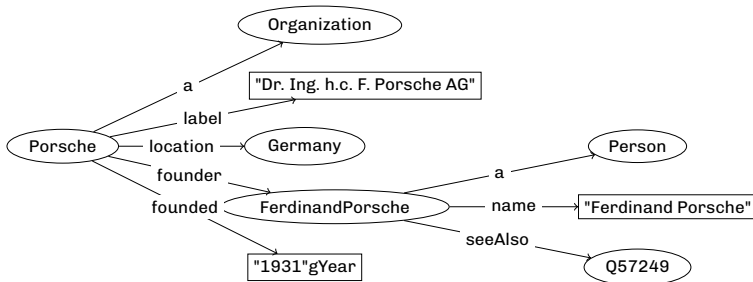 Organization
a
"Dr. Ing. h.c. F. Porsche AG"
label
Porsche
location
Germany
Person
founder
a
founded
FerdinandPorsche
name
"Ferdinand Porsche"
seeAlso
"1931"gYear
Q57249